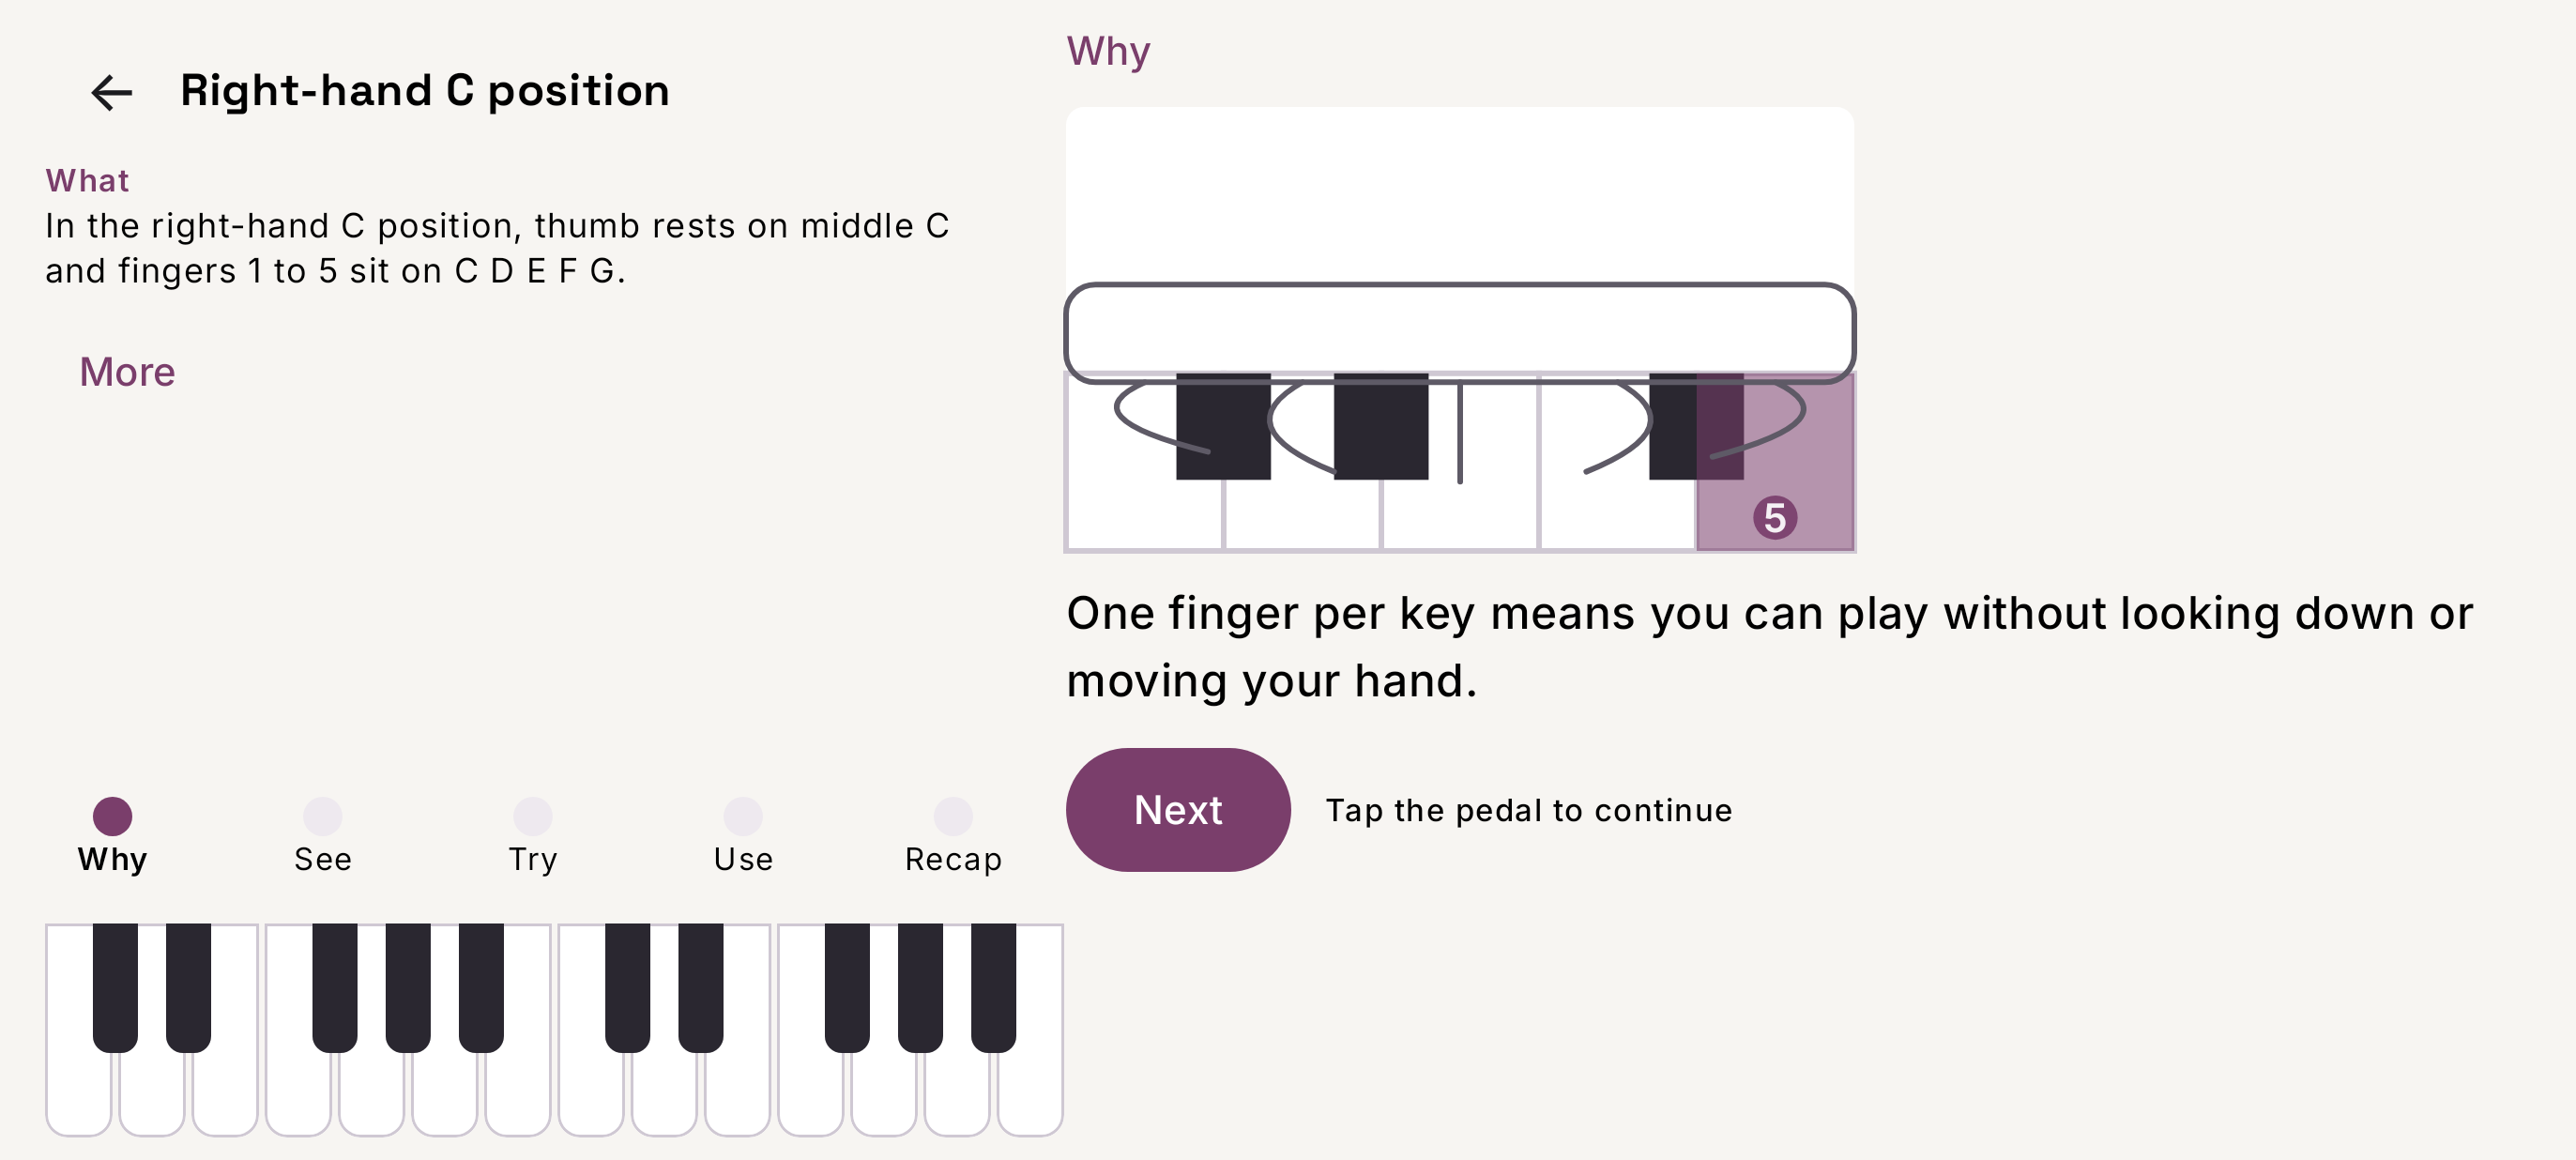 Right-hand C position
What
In the right-hand C position, thumb rests on middle C
and fingers 1 to 5 sit on C D E F G.
More
Why
See
Try
Use
Recap
Why
5
One finger per key means you can play without looking down or
moving your hand.
Next
Tap the pedal to continue